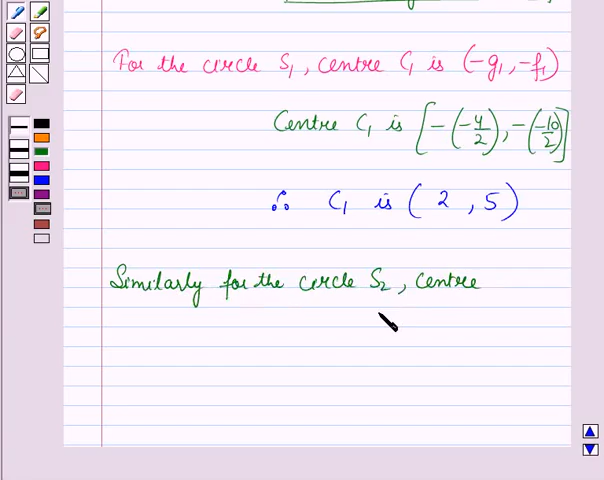 For the circle S₁, centre C₁ is (-g₁, -f₁)
Centre C₁ is [-(-4/2), -(-10/2)]
∴ C₁ is (2, 5)
Similarly for the circle S₂, centre